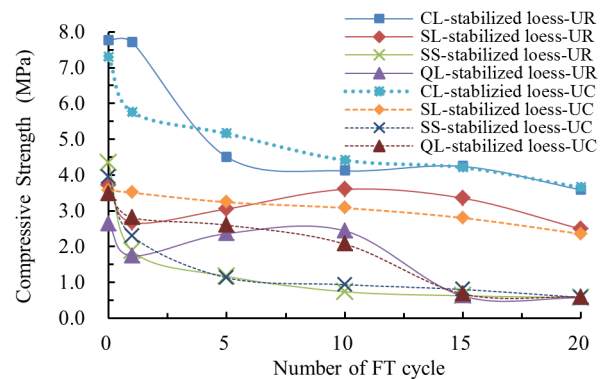 CL-stabilized loess-UR
SL-stabilized loess-UR
SS-stabilized loess-UR
QL-stabilized loess-UR
CL-stablizied loess-UC
SL-stabilized loess-UC
SS-stabilized loess-UC
QL-stabilized loess-UC
8.0
7.0
6.0
5.0
4.0
3.0
2.0
1.0
0.0
Compressive Strength (MPa)
0
5
10
15
20
Number of FT cycle